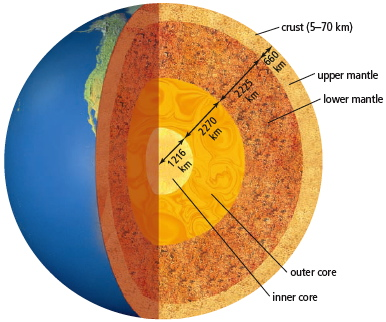 crust (5–70 km)
660
km
upper mantle
2225
km
lower mantle
2270
km
1216
km
outer core
inner core